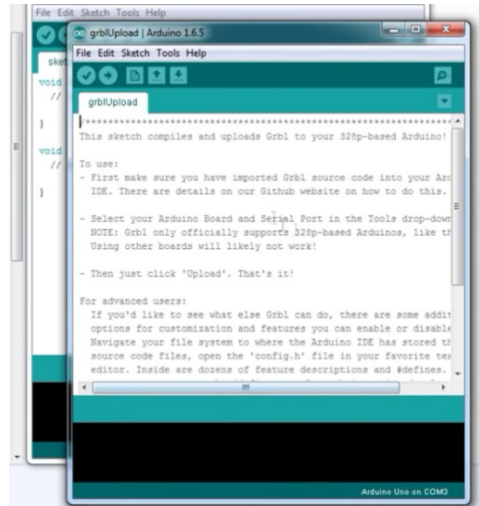 File Edit Sketch Tools Help
grblUpload | Arduino 1.6.5
File Edit Sketch Tools Help
sket
grblUpload
void
//
}
void
//
}
/***********************************************************
This sketch compiles and uploads Grbl to your 328p-based Arduino!
To use:
- First make sure you have imported Grbl source code into your Ard
IDE. There are details on our Github website on how to do this.
- Select your Arduino Board and Serial Port in the Tools drop-down
NOTE: Grbl only officially supports 328p-based Arduinos, like th
Using other boards will likely not work!
- Then just click 'Upload'. That's it!
For advanced users:
If you'd like to see what else Grbl can do, there are some addit
options for customization and features you can enable or disable
Navigate your file system to where the Arduino IDE has stored th
source code files, open the 'config.h' file in your favorite tex
editor. Inside are dozens of feature descriptions and #defines.
Arduino Uno on COM3